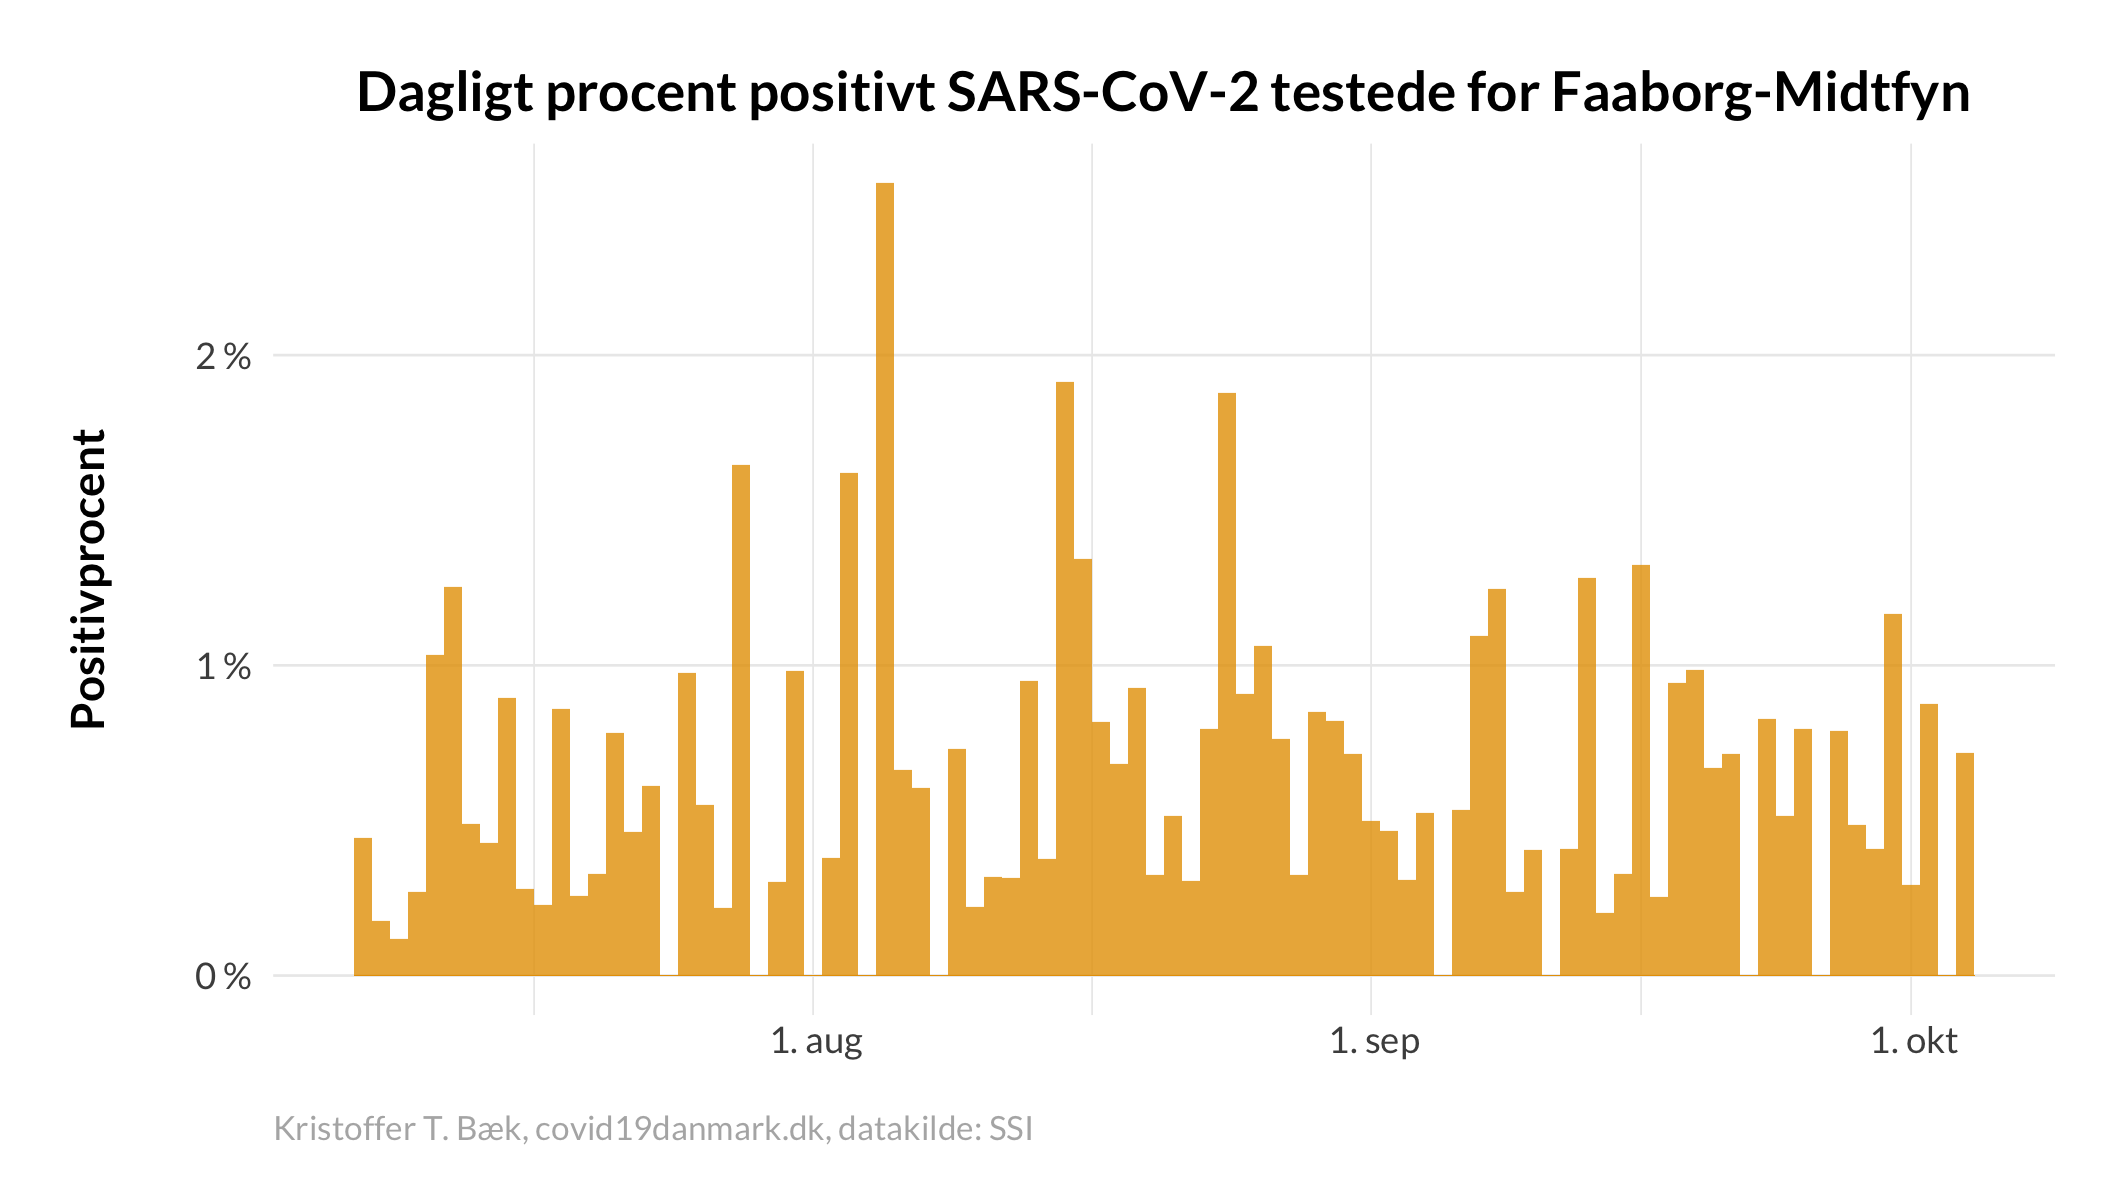 Dagligt procent positivt SARS-CoV-2 testede for Faaborg-Midtfyn
Positivprocent
2 %
1 %
0 %
1. aug
1. sep
1. okt
Kristoffer T. Bæk, covid19danmark.dk, datakilde: SSI